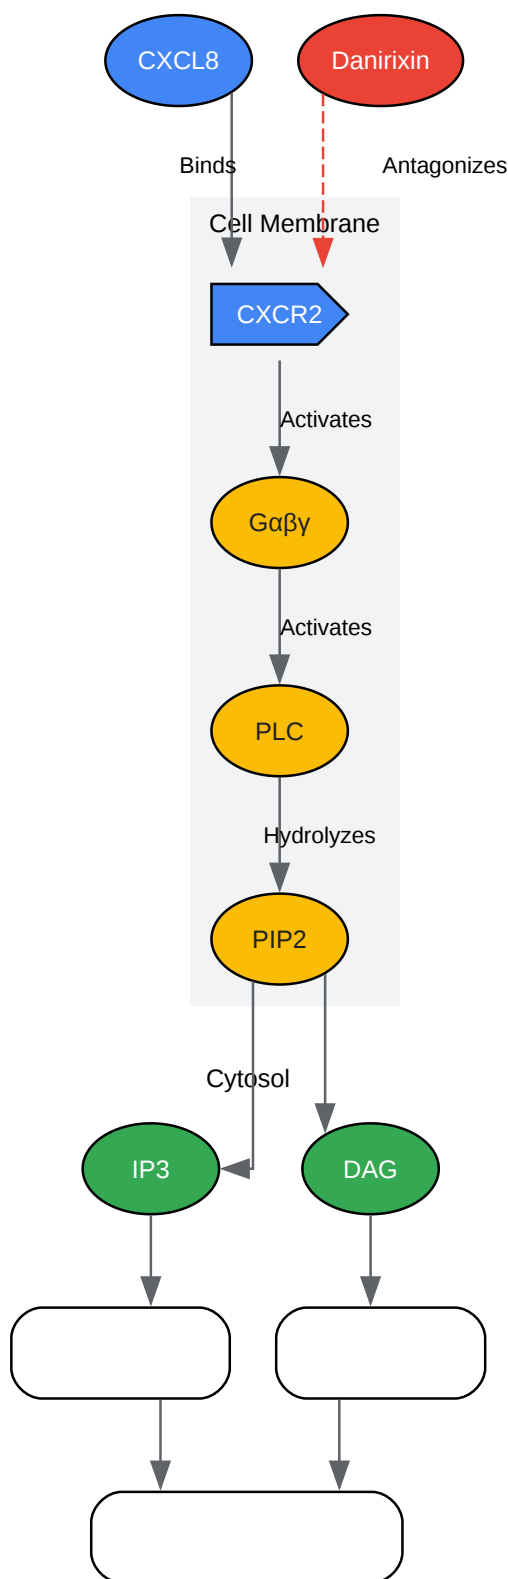 CXCL8
Danirixin
Binds
Antagonizes
Cell Membrane
CXCR2
Activates
Gαβγ
Activates
PLC
Hydrolyzes
PIP2
Cytosol
IP3
DAG